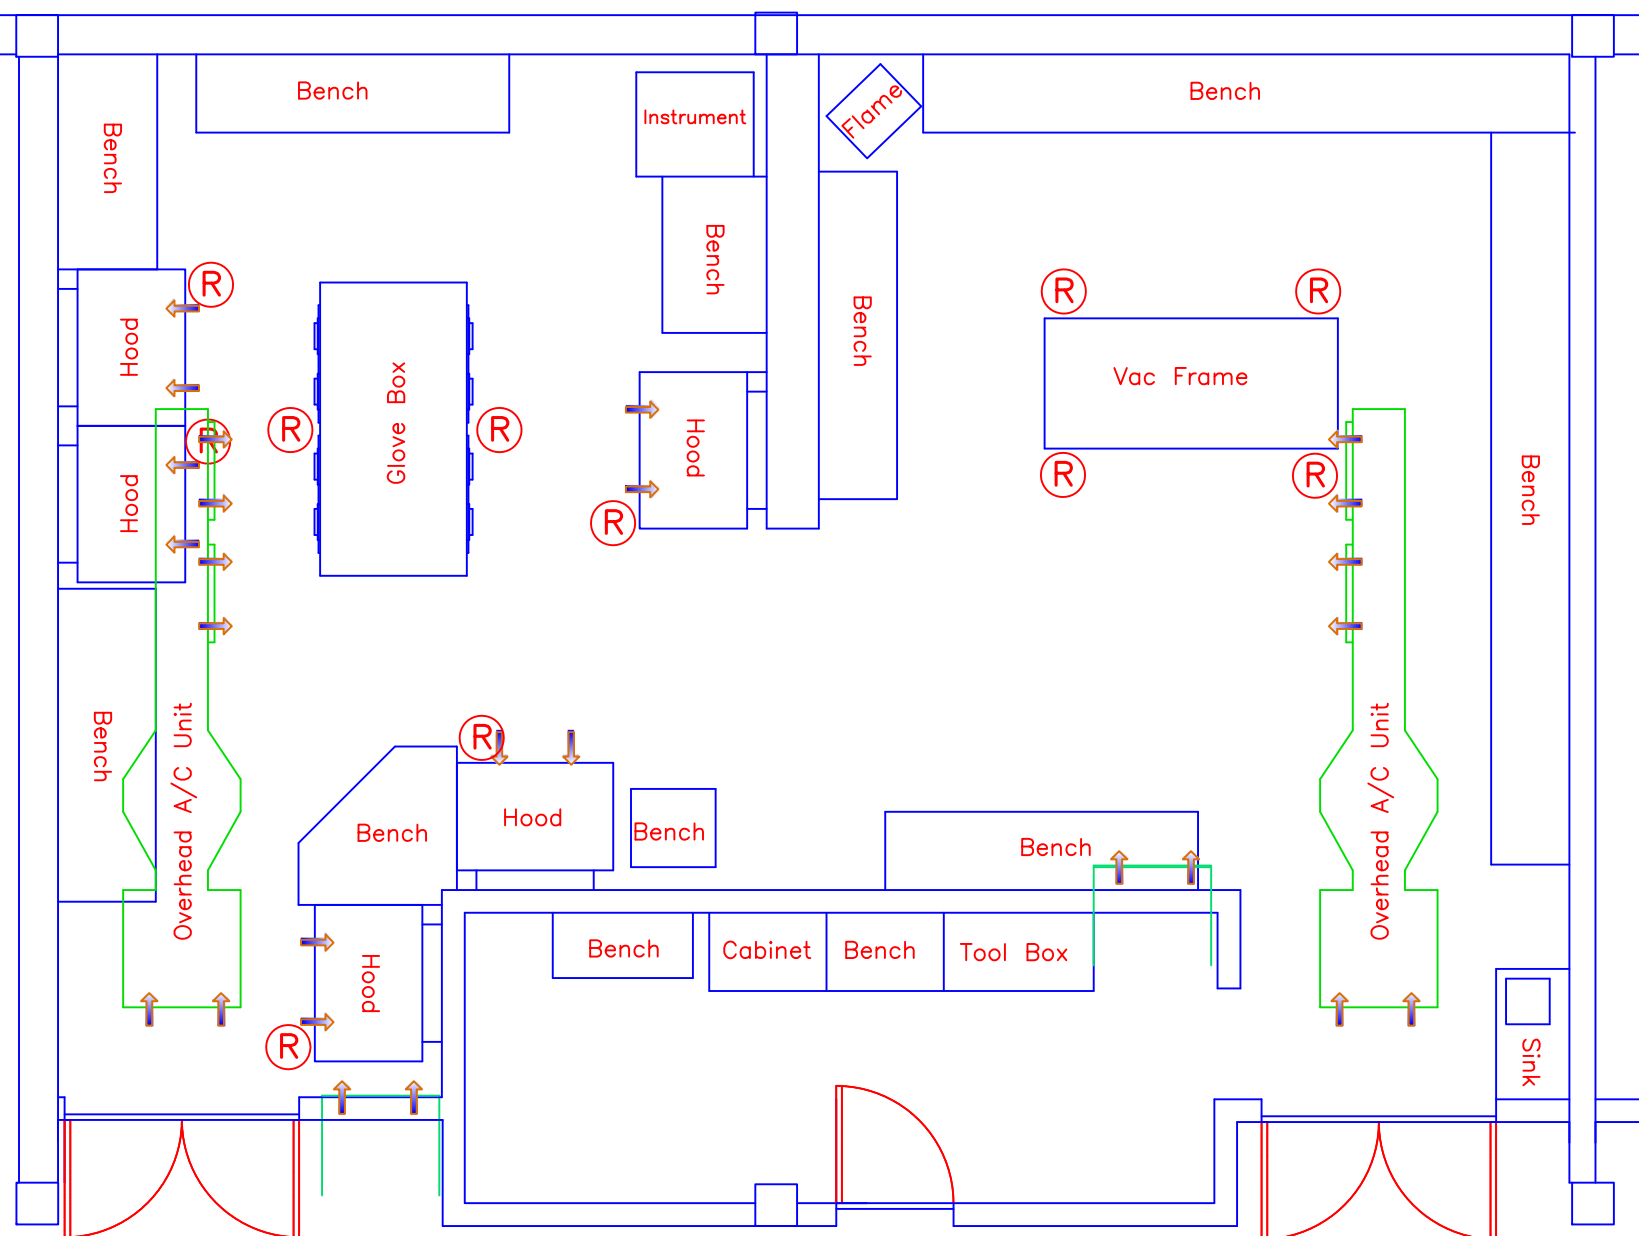 Bench
Bench
Instrument
Flame
Bench
Bench
Bench
Bench
R
R
R
Hood
Glove Box
Vac Frame
R
R
R
Hood
R
R
Hood
R
Bench
R
Bench
Overhead A/C Unit
R
Bench
Hood
Bench
Bench
Overhead A/C Unit
Bench
Cabinet
Bench
Tool Box
Hood
R
Sink